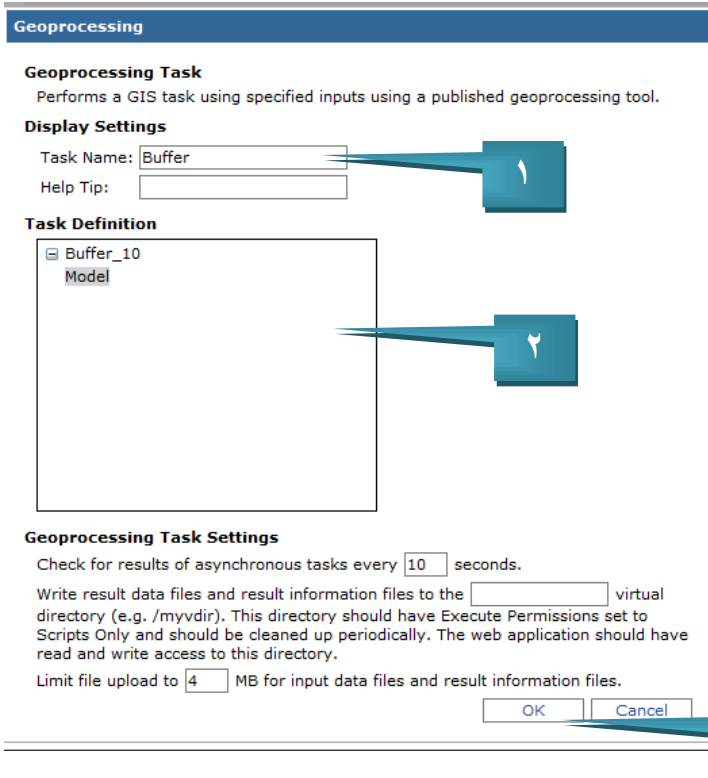 Geoprocessing
Geoprocessing Task
Performs a GIS task using specified inputs using a published geoprocessing tool.
Display Settings
Task Name: Buffer
١
Help Tip:
Task Definition
Buffer_10
Model
٢
Geoprocessing Task Settings
Check for results of asynchronous tasks every 10 seconds.
Write result data files and result information files to the virtual
directory (e.g. /myvdir). This directory should have Execute Permissions set to
Scripts Only and should be cleaned up periodically. The web application should have
read and write access to this directory.
Limit file upload to 4 MB for input data files and result information files.
OK Cancel